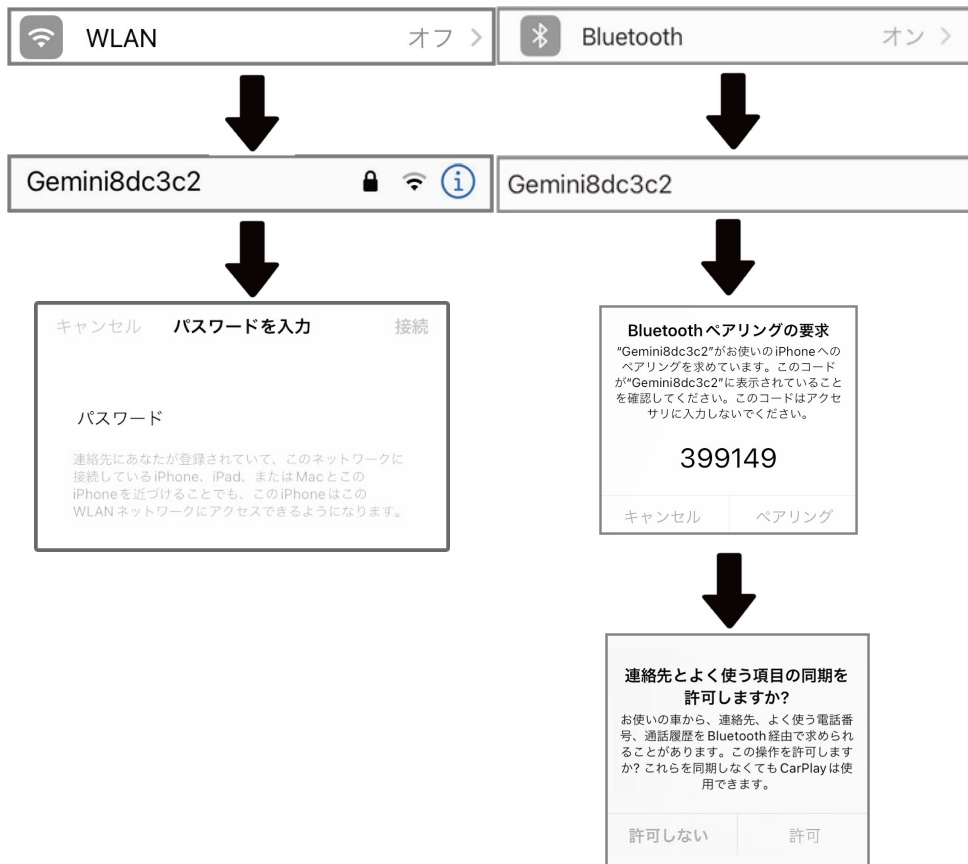 WLAN
オフ
Gemini8dc3c2
キャンセル パスワードを入力 接続
パスワード
連絡先にあなたが登録されていて、このネットワークに
接続しているiPhone、iPad、またはMacとこの
iPhoneを近づけることでも、このiPhoneはこの
WLANネットワークにアクセスできるようになります。
Bluetooth
オン
Gemini8dc3c2
Bluetoothペアリングの要求
“Gemini8dc3c2”がお使いのiPhoneへの
ペアリングを求めています。このコード
が“Gemini8dc3c2”に表示されていること
を確認してください。このコードはアクセ
サリに入力しないでください。
399149
キャンセル ペアリング
連絡先とよく使う項目の同期を
許可しますか?
お使いの車から、連絡先、よく使う電話番
号、通話履歴をBluetooth経由で求められ
ることがあります。この操作を許可します
か? これらを同期しなくてもCarPlayは使
用できます。
許可しない 許可